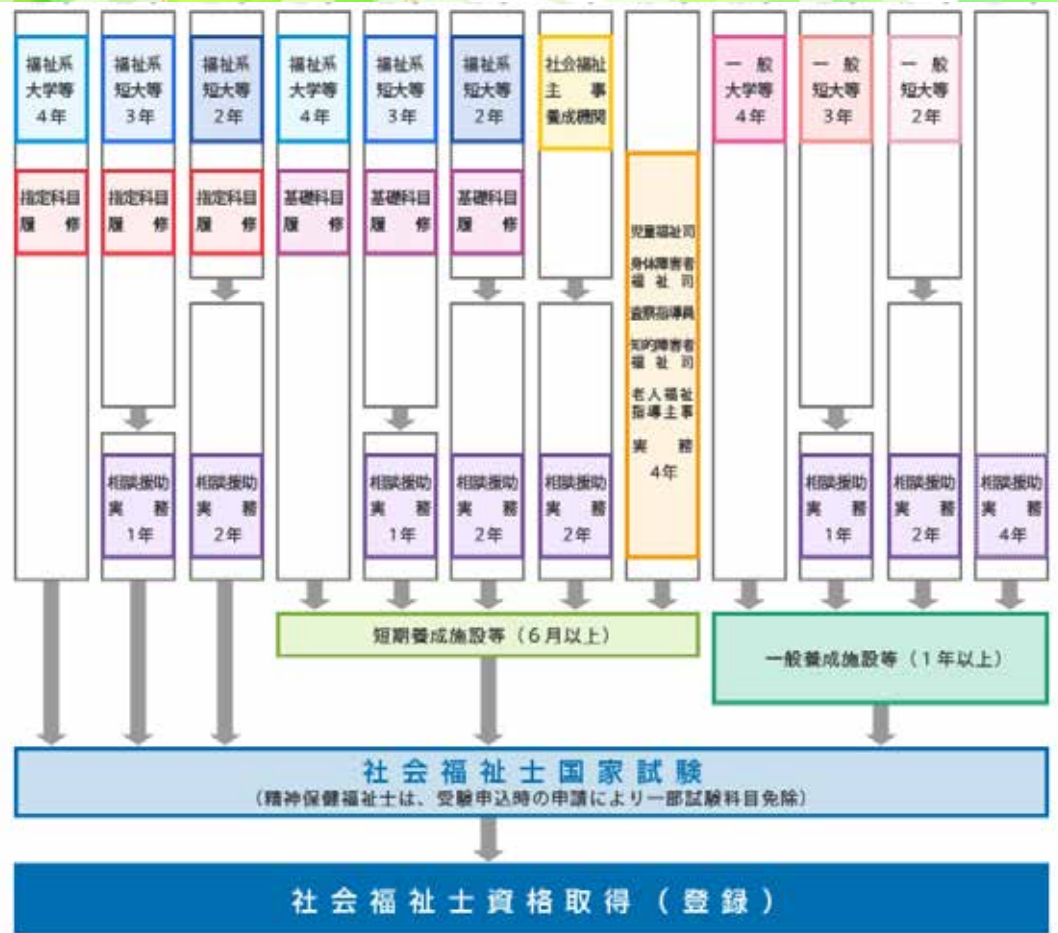 福祉系
大学等
4年
福祉系
短大等
3年
福祉系
短大等
2年
福祉系
大学等
4年
福祉系
短大等
3年
福祉系
短大等
2年
社会福祉
主事
養成機関
一般
大学等
4年
一般
短大等
3年
一般
短大等
2年
指定科目
履修
指定科目
履修
指定科目
履修
基礎科目
履修
基礎科目
履修
基礎科目
履修
児童福祉司
身体障害者
福祉司
査察指導員
知的障害者
福祉司
老人福祉
指導主事
実務
4年
相談援助
実務
1年
相談援助
実務
2年
相談援助
実務
1年
相談援助
実務
2年
相談援助
実務
2年
相談援助
実務
1年
相談援助
実務
2年
相談援助
実務
4年
短期養成施設等（6月以上）
一般養成施設等（1年以上）
社会福祉士国家試験
（精神保健福祉士は、受験申込時の申請により一部試験科目免除）
社会福祉士資格取得（登録）